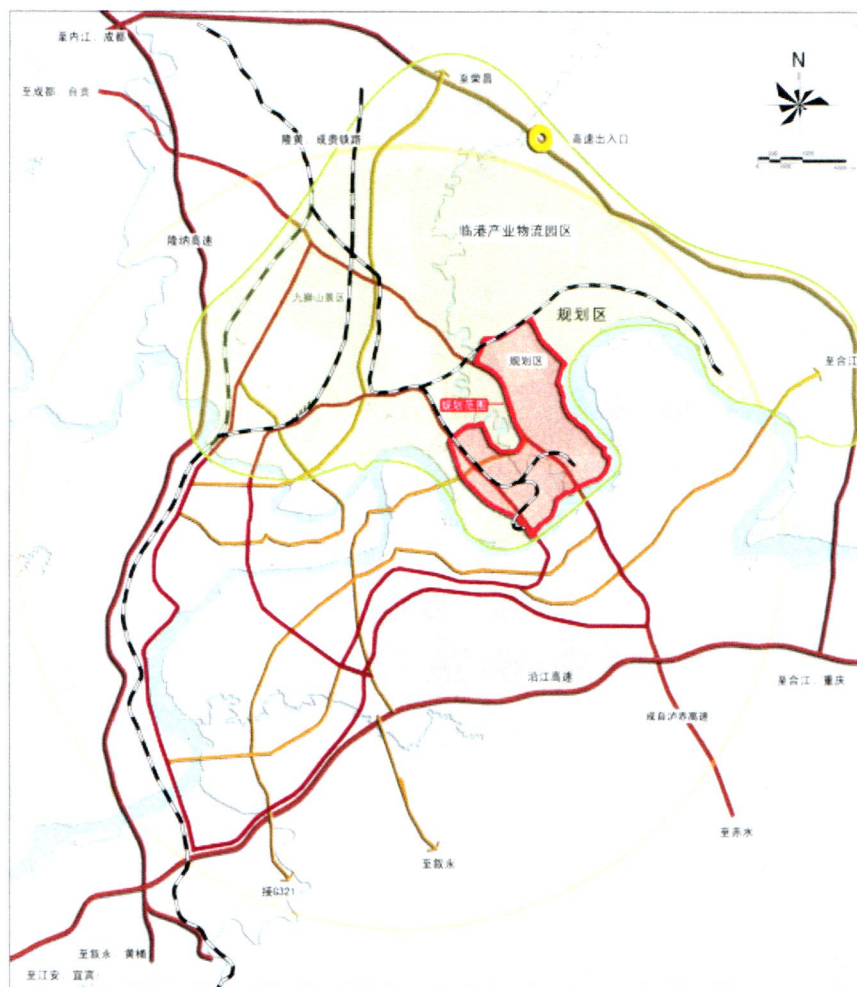 至内江、成都
至荣昌
N
至成都 自贡
高速出入口
隆黄 成贵铁路
临港产业物流园区
隆纳高速
九狮山景区
规划区
规划区
至合江
规划范围
沿江高速
至合江、重庆
成自泸赤高速
至赤水
至叙永
接G321
至叙永、黄桶
至江安 宜宾